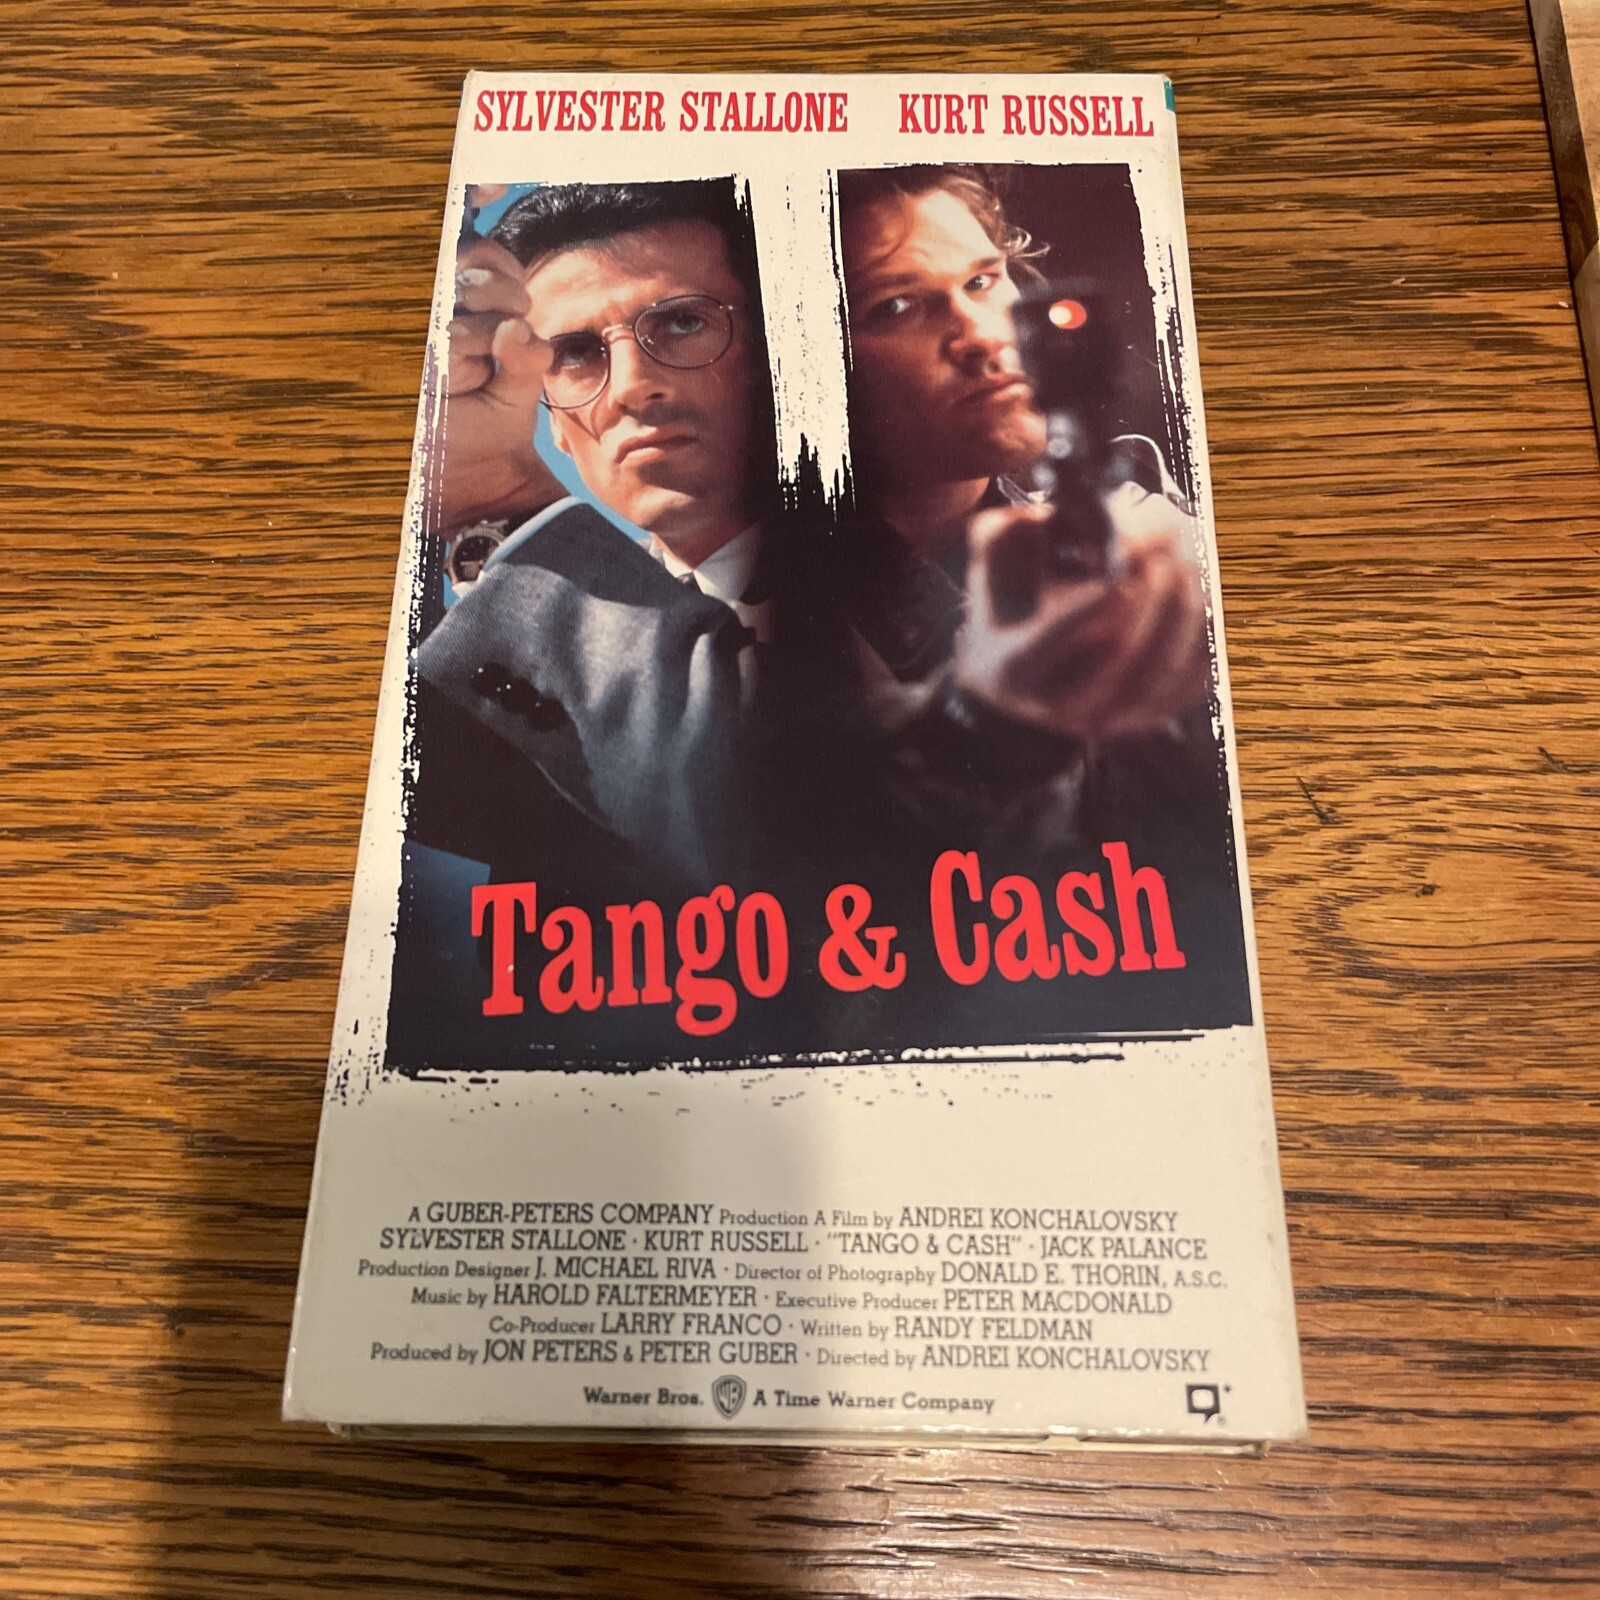 SYLVESTER STALLONE KURT RUSSELL
Tango & Cash
A GUBER-PETERS COMPANY Production A Film by ANDREI KONCHALOVSKY
SYLVESTER STALLONE · KURT RUSSELL · "TANGO & CASH" · JACK PALANCE
Production Designer J. MICHAEL RIVA · Director of Photography DONALD E. THORIN, A.S.C.
Music by HAROLD FALTERMEYER · Executive Producer PETER MACDONALD
Co-Producer LARRY FRANCO · Written by RANDY FELDMAN
Produced by JON PETERS & PETER GUBER · Directed by ANDREI KONCHALOVSKY
Warner Bros. WB A Time Warner Company